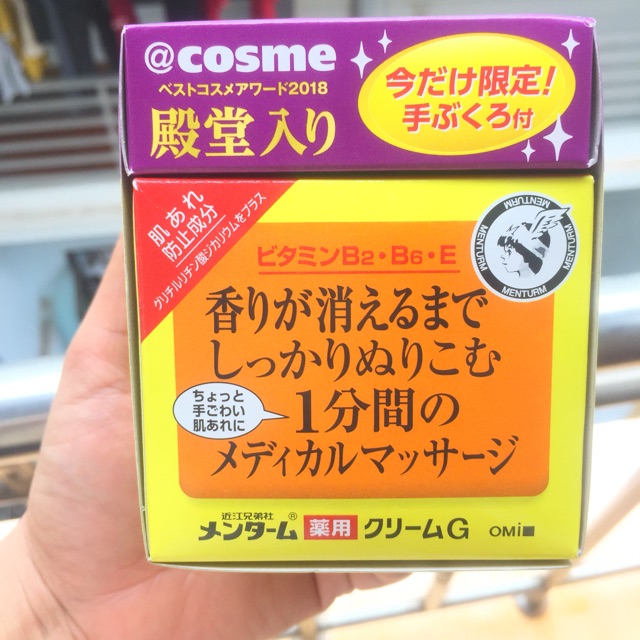 @cosme
ベストコスメアワード2018
殿堂入り
今だけ限定!
手ぶくろ付
肌あれ
防止成分
グリチルリチン酸ジカリウムをプラス
ビタミンB2・B6・E
MENTURM
MENTURM
MENTURM
香りが消えるまで
しっかりぬりこむ
ちょっと
手ごわい
肌あれに
1分間の
メディカルマッサージ
近江兄弟社
メンターム® 薬用 クリームG OMi